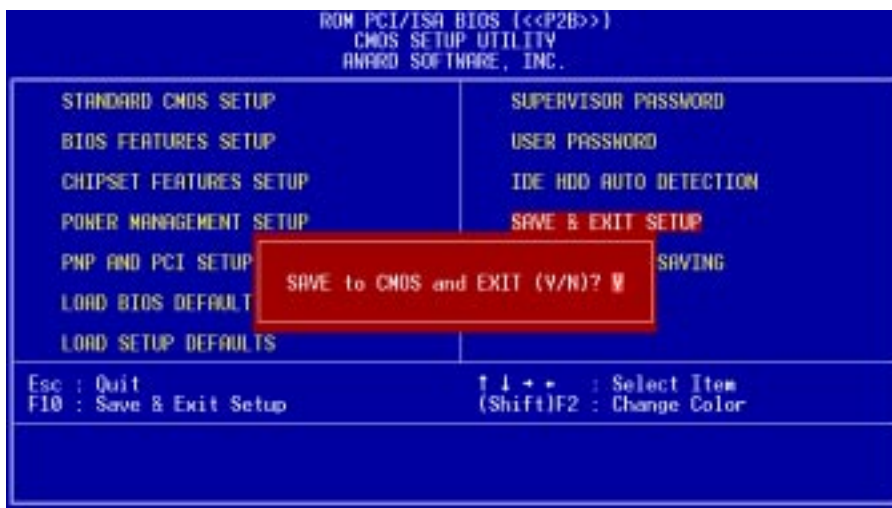 ROM PCI/ISA BIOS (<<P2B>>)
CMOS SETUP UTILITY
AWARD SOFTWARE, INC.
STANDARD CMOS SETUP
BIOS FEATURES SETUP
CHIPSET FEATURES SETUP
POWER MANAGEMENT SETUP
PNP AND PCI SETUP
LOAD BIOS DEFAULT
LOAD SETUP DEFAULTS
SUPERVISOR PASSWORD
USER PASSWORD
IDE HDD AUTO DETECTION
SAVE & EXIT SETUP
SAVING
SAVE to CMOS and EXIT (Y/N)? Y
Esc : Quit
F10 : Save & Exit Setup
↑ ↓ → ← : Select Item
(Shift)F2 : Change Color